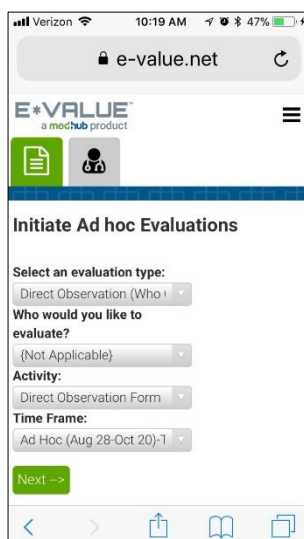 Verizon 10:19 AM 47%
e-value.net
E*VALUE™
a medhub product
Initiate Ad hoc Evaluations
Select an evaluation type:
Direct Observation (Who
Who would you like to
evaluate?
{Not Applicable}
Activity:
Direct Observation Form
Time Frame:
Ad Hoc (Aug 28-Oct 20)-T
Next -->